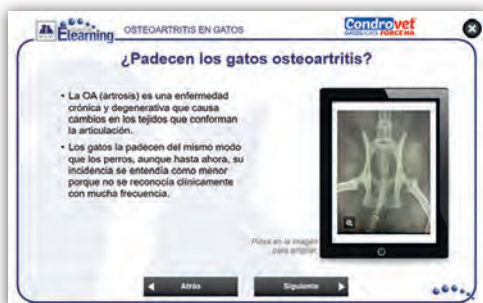 Elearning
OSTEOARTRITIS EN GATOS
Condrovet
FORCE HA
¿Padecen los gatos osteoartritis?
• La OA (artrosis) es una enfermedad
crónica y degenerativa que causa
cambios en los tejidos que conforman
la articulación.
• Los gatos la padecen del mismo modo
que los perros, aunque hasta ahora, su
incidencia se entendía como menor
porque no se reconocía clínicamente
con mucha frecuencia.
Pulsa en la imagen
para ampliar
Atrás
Siguiente